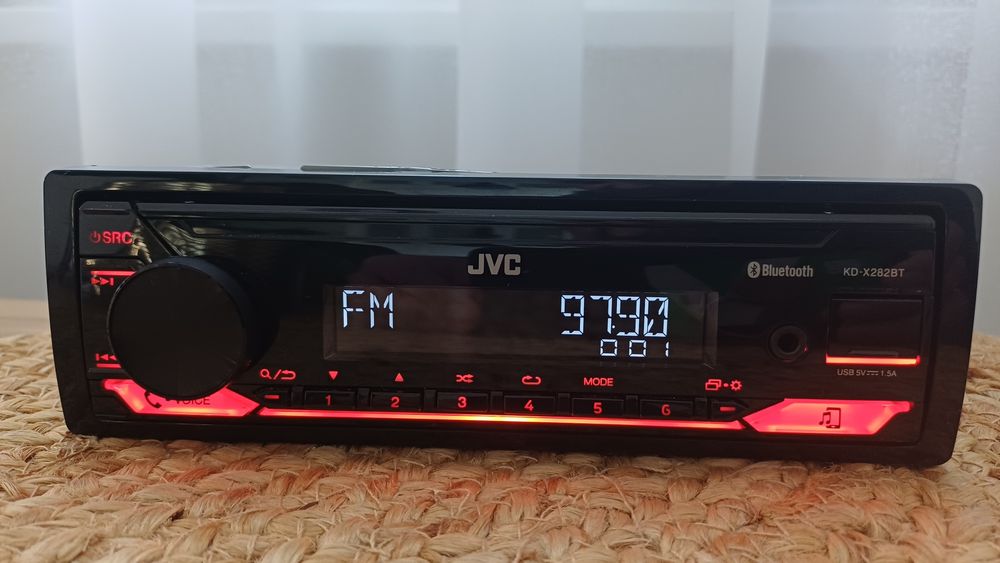 SRC
JVC
Bluetooth
KD-X282BT
FM 97.90
001
USB 5V 1.5A
MODE
1 2 3 4 5 6
VOICE